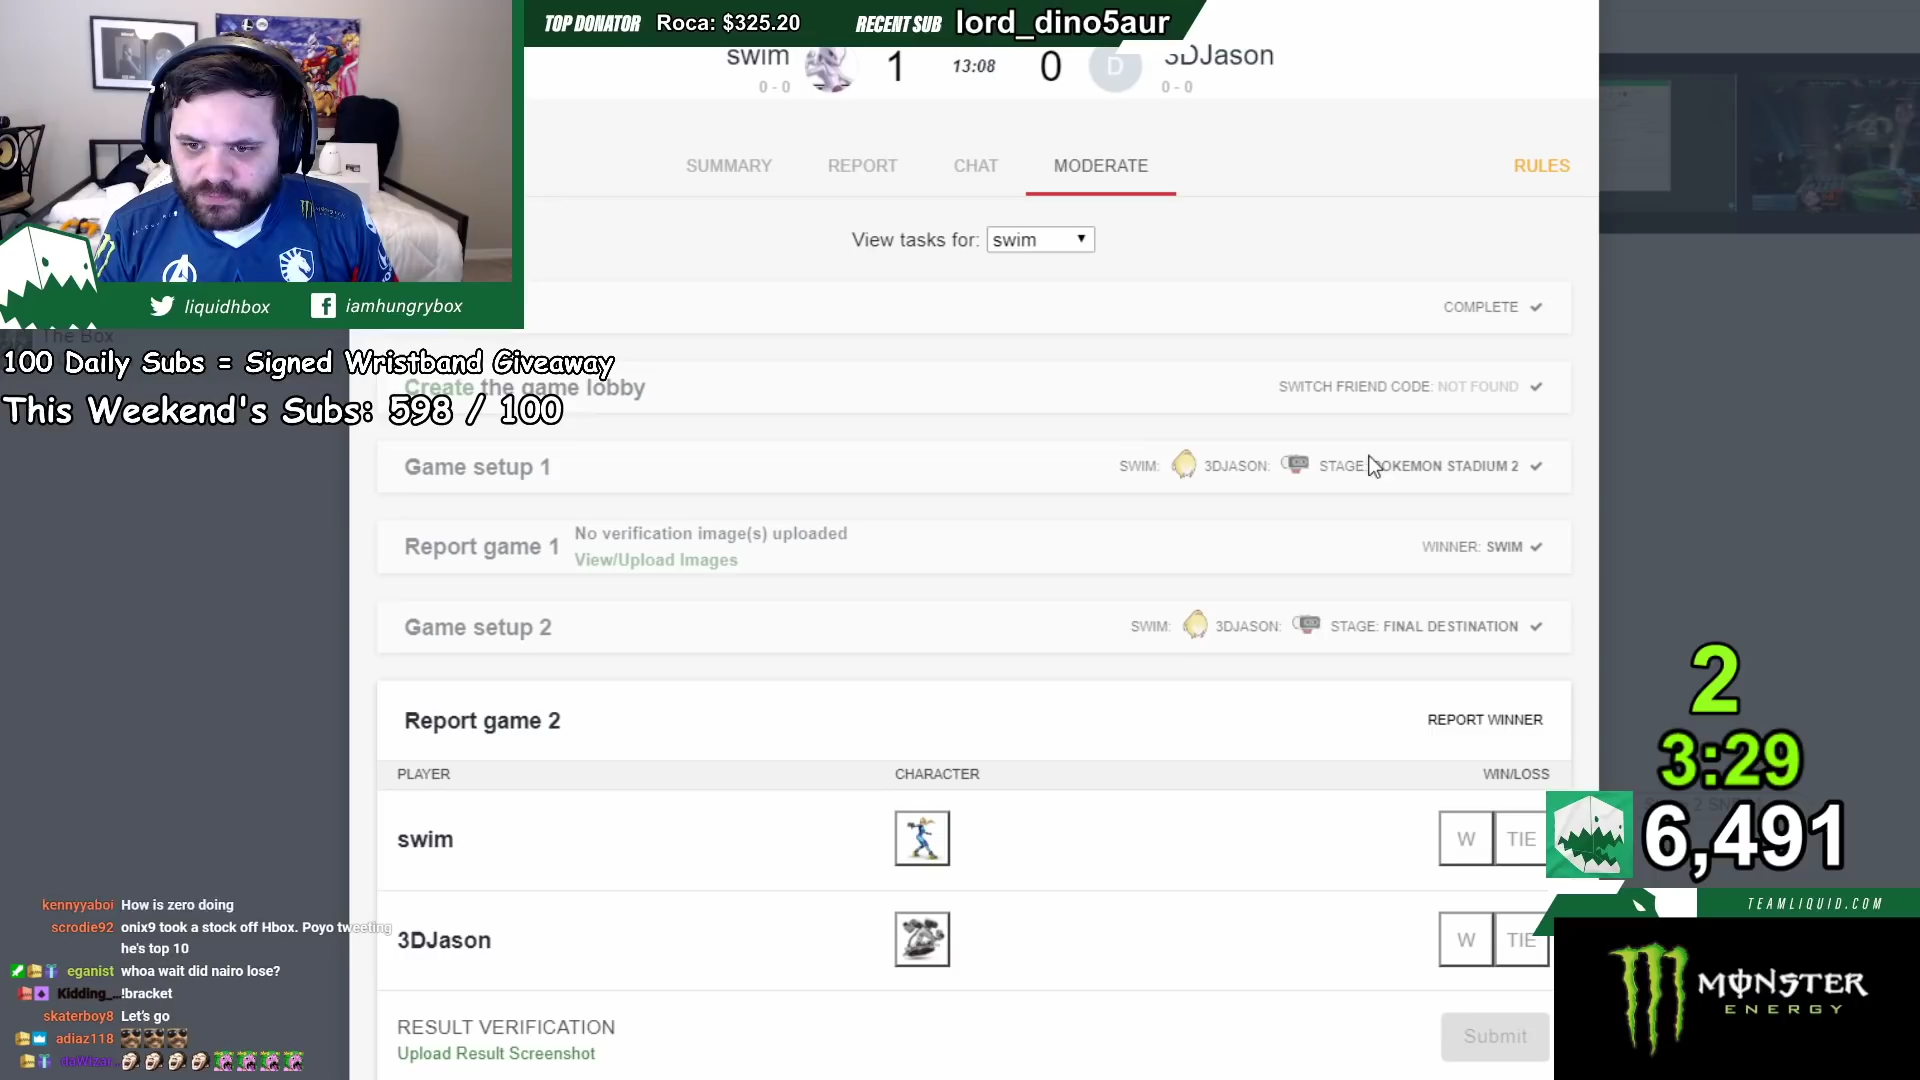 TOP DONATOR Roca: $325.20 RECENT SUB lord_dino5aur
swim 1 13:08 0 D 3DJason
0 - 0 0 - 0
SUMMARY REPORT CHAT MODERATE RULES
View tasks for: swim
COMPLETE
liquidhbox iamhungrybox
The Box
100 Daily Subs = Signed Wristband Giveaway
Create the game lobby SWITCH FRIEND CODE: NOT FOUND
This Weekend's Subs: 598 / 100
Game setup 1 SWIM: 3DJASON: STAGE: POKEMON STADIUM 2
No verification image(s) uploaded
Report game 1 WINNER: SWIM
View/Upload Images
Game setup 2 SWIM: 3DJASON: STAGE: FINAL DESTINATION
2
Report game 2 REPORT WINNER
3:29
PLAYER CHARACTER WIN/LOSS
swim W TIE
6,491
kennyyaboi How is zero doing
TEAMLIQUID.COM
scrodie92 onix9 took a stock off Hbox. Poyo tweeting
he's top 10
3DJason W TIE
eganist whoa wait did nairo lose?
Kidding_... !bracket
MONSTER
ENERGY
skaterboy8 Let's go
RESULT VERIFICATION
Submit
adiaz118
Upload Result Screenshot